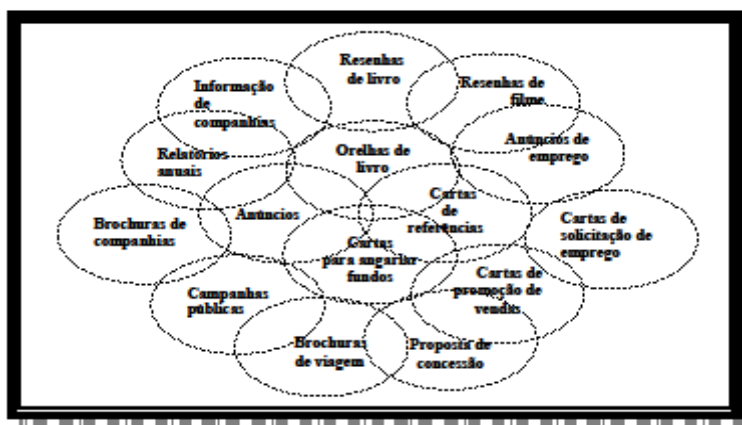 Resenhas
de livro
Informação
de
companhias
Resenhas de
filme
Relatórios
anuais
Orelhas de
livro
Anúncios de
emprego
Brochuras de
companhias
Anúncios
Cartas
de
referências
Cartas de
solicitação de
emprego
Cartas
para angariar
fundos
Campanhas
públicas
Cartas de
promoção de
vendas
Brochuras
de viagem
Proposta de
concessão